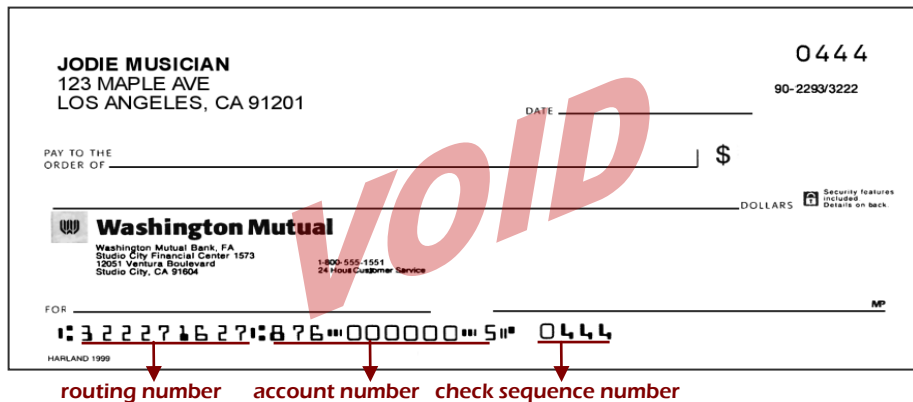 0444
JODIE MUSICIAN
123 MAPLE AVE
LOS ANGELES, CA 91201
90-2293/3222
DATE
PAY TO THE
ORDER OF
$
DOLLARS
Security features
included
Details on back.
VOID
Washington Mutual
Washington Mutual Bank, FA
Studio City Financial Center 1573
12051 Ventura Boulevard
Studio City, CA 91604
1-800-555-1551
24 Hour Customer Service
FOR
MP
⑆322271627⑆876⑉000000⑉5⑈ 0444
HARLAND 1999
routing number account number check sequence number